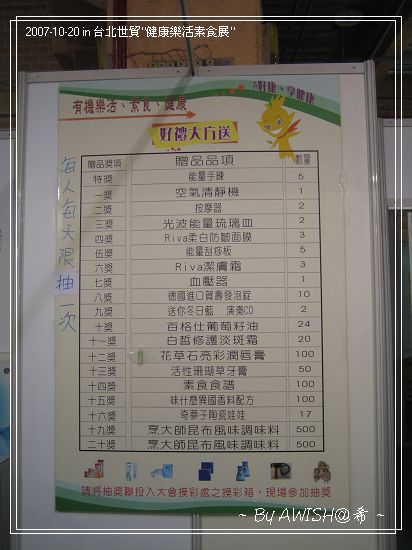 2007-10-20 in 台北世貿"健康樂活素食展"
A好康、享健康
有機樂活、素食、健康
好禮大方送
每人每天限抽一次
贈品獎項 贈品品項 數量
特獎 能量手鍊 5
一獎 空氣清靜機 1
二獎 按摩器 2
三獎 光波能量琉璃皿 2
四獎 Riva柔白防皺面膜 3
伍獎 能量刮痧板 5
六獎 Riva潔膚霜 3
七獎 血壓器 1
八獎 德國進口賀壽發泡錠 10
九獎 送你冬日藍 演奏CD 2
十獎 百格仕葡萄籽油 24
十一獎 白皙修護淡斑霜 20
十二獎 花草石亮彩潤唇膏 100
十三獎 活性珊瑚草牙膏 50
十四獎 素食食譜 100
十五獎 味什麼異國香料配方 100
十六獎 奇夢子陶瓷娃娃 17
十九獎 烹大師昆布風味調味料 500
二十獎 烹大師昆布風味調味料 500
請將抽獎聯投入大會摸彩處之摸彩箱，現場參加抽獎
~ By AWISH@希 ~